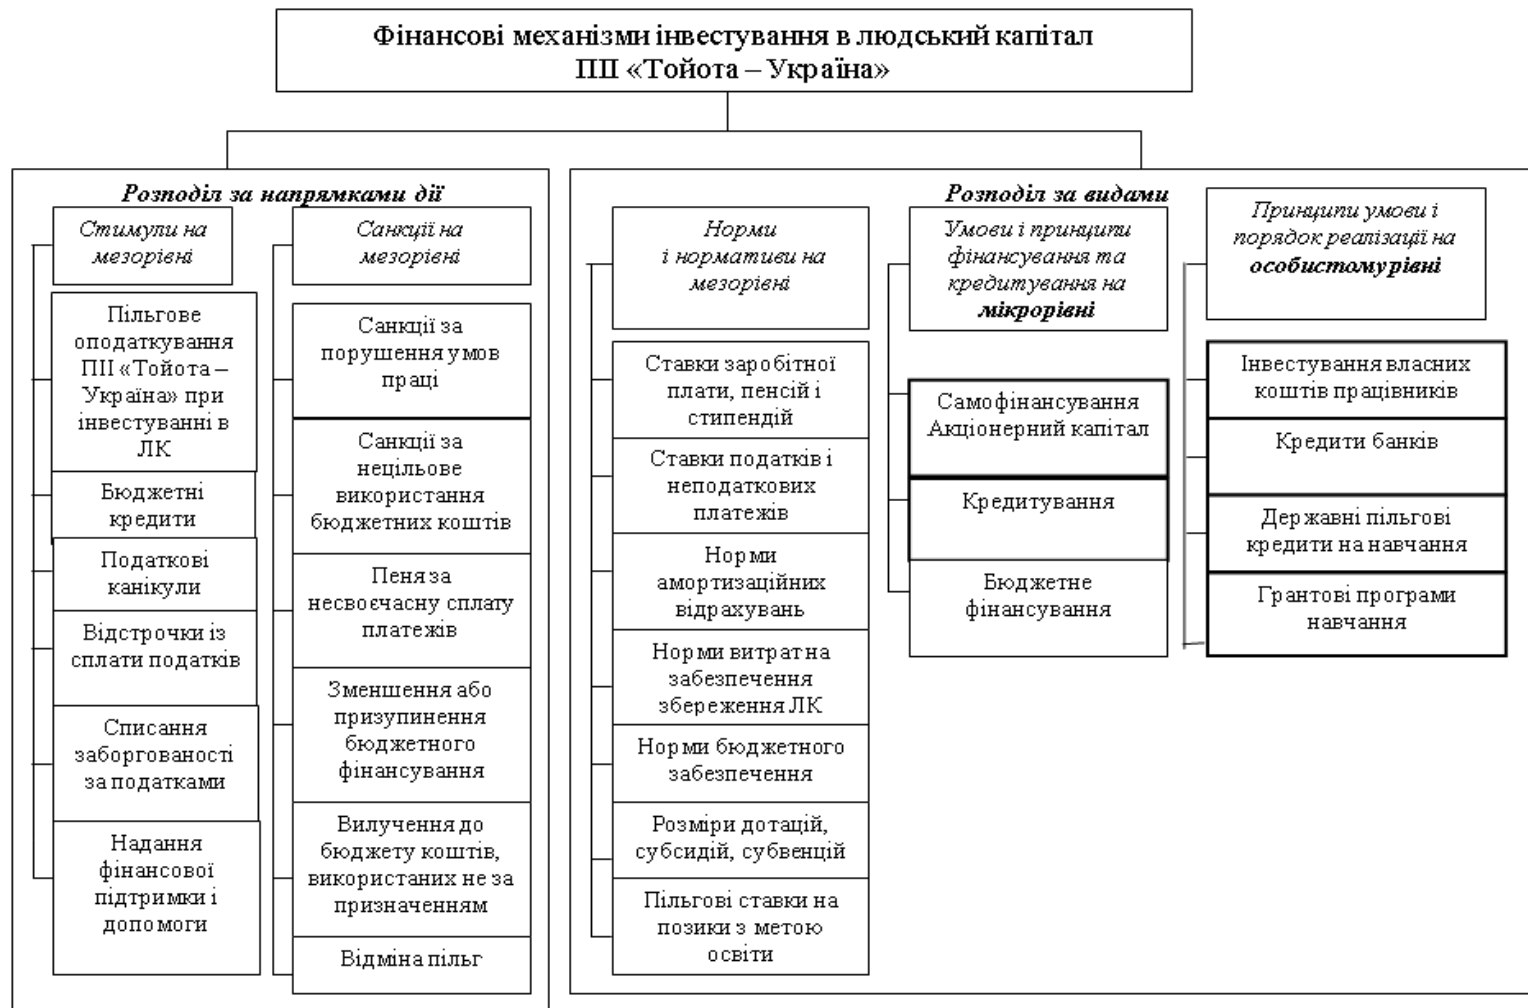 Фінансові механізми інвестування в людський капітал
ПІІ «Тойота – Україна»
Розподіл за напрямками дії
Стимули на
мезорівні
Пільгове
оподаткування
ПІІ «Тойота –
Україна» при
інвестуванні в
ЛК
Бюджетні
кредити
Податкові
канікули
Відстрочки із
сплати податків
Списання
заборгованості
за податками
Надання
фінансової
підтримки і
допомоги
Санкції на
мезорівні
Санкції за
порушення умов
праці
Санкції за
нецільове
використання
бюджетних коштів
Пеня за
несвоєчасну сплату
платежів
Зменшення або
призупинення
бюджетного
фінансування
Вилучення до
бюджету коштів,
використаних не за
призначенням
Відміна пільг
Розподіл за видами
Норми
і нормативи на
мезорівні
Ставки заробітної
плати, пенсій і
стипендій
Ставки податків і
неподаткових
платежів
Норми
амортизаційних
відрахувань
Норми витрат на
забезпечення
збереження ЛК
Норми бюджетного
забезпечення
Розміри дотацій,
субсидій, субвенцій
Пільгові ставки на
позики з метою
освіти
Умови і принципи
фінансування та
кредитування на
мікрорівні
Самофінансування
Акціонерний капітал
Кредитування
Бюджетне
фінансування
Принципи умови і
порядок реалізації на
особистому рівні
Інвестування власних
коштів працівників
Кредити банків
Державні пільгові
кредити на навчання
Грантові програми
навчання